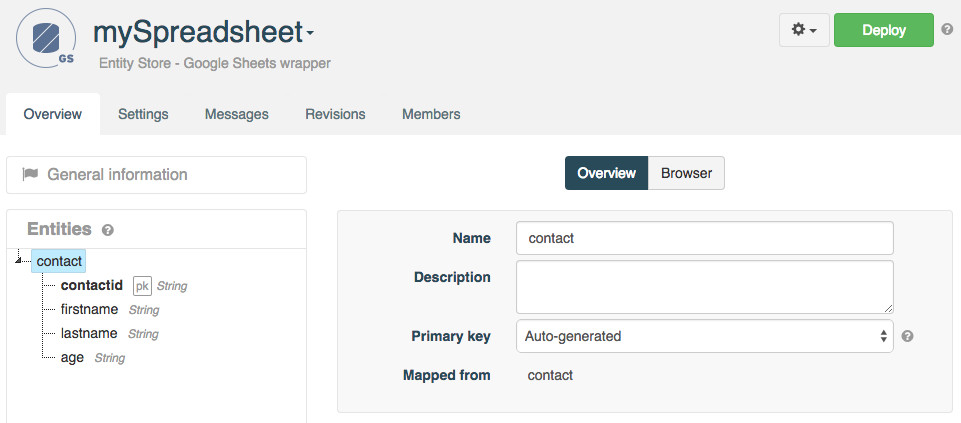 mySpreadsheet
Deploy
GS
Entity Store - Google Sheets wrapper
Overview Settings Messages Revisions Members
General information
Overview Browser
Entities
contact
contactid pk String
firstname String
lastname String
age String
Name contact
Description
Primary key Auto-generated
Mapped from contact